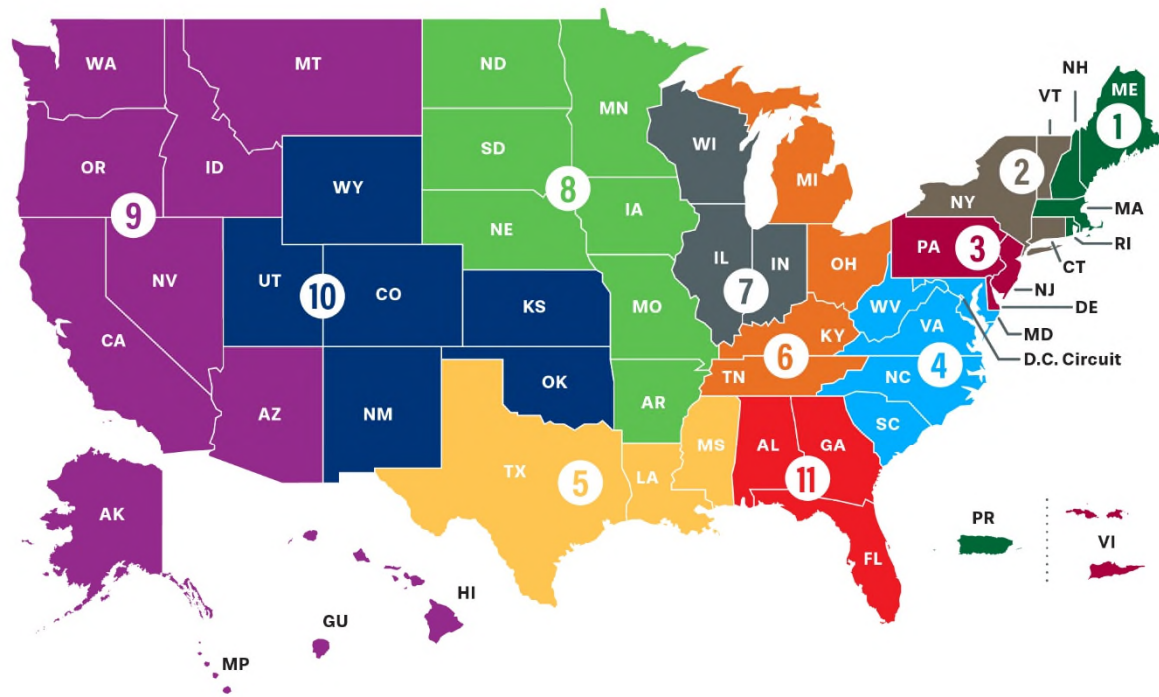 WA
MT
ND
MN
NH
VT
ME
1
OR
ID
SD
WI
2
WY
8
MI
NY
MA
9
NE
IA
PA
3
RI
CT
NV
UT
10
CO
IL
IN
7
OH
NJ
DE
KS
MO
WV
VA
MD
D.C. Circuit
CA
KY
6
4
TN
NC
AZ
NM
OK
AR
SC
MS
AL
GA
TX
5
LA
11
AK
PR
VI
FL
HI
GU
MP